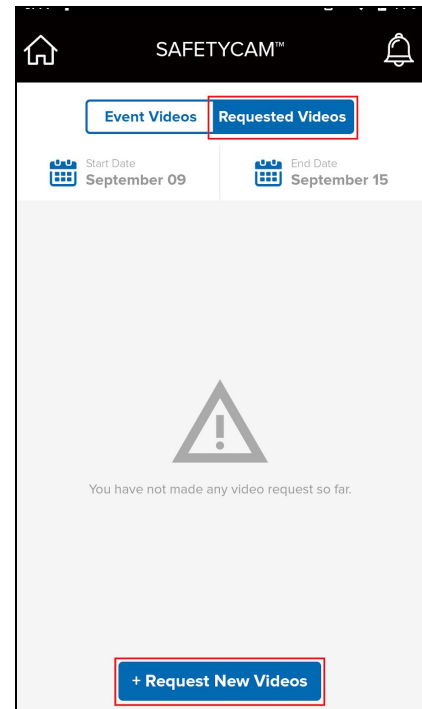 SAFETYCAM™
Event Videos Requested Videos
Start Date End Date
September 09 September 15
You have not made any video request so far.
+ Request New Videos